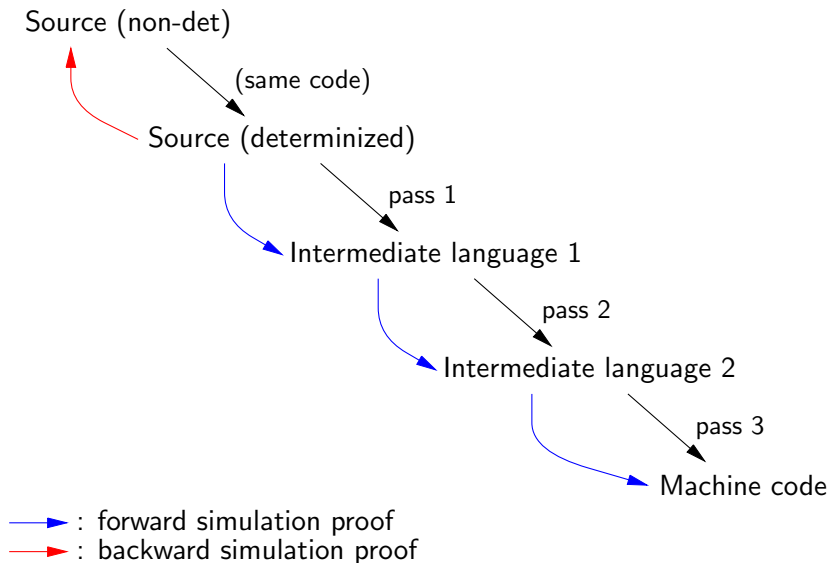 Source (non-det)
(same code)
Source (determinized)
pass 1
Intermediate language 1
pass 2
Intermediate language 2
pass 3
Machine code
: forward simulation proof
: backward simulation proof